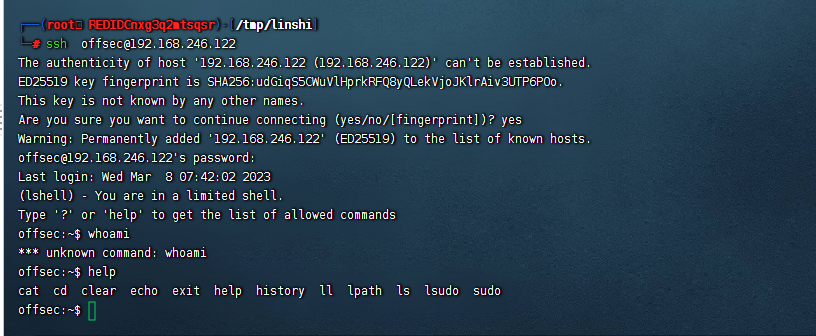 ┌──(root㉿REDIDCnxg3q2mtsqsr)-[/tmp/linshi]
└─# ssh  offsec@192.168.246.122
The authenticity of host '192.168.246.122 (192.168.246.122)' can't be established.
ED25519 key fingerprint is SHA256:udGiqS5CWuVlHprkRFQ8yQLekVjoJKlrAiv3UTP6POo.
This key is not known by any other names.
Are you sure you want to continue connecting (yes/no/[fingerprint])? yes
Warning: Permanently added '192.168.246.122' (ED25519) to the list of known hosts.
offsec@192.168.246.122's password:
Last login: Wed Mar  8 07:42:02 2023
(lshell) - You are in a limited shell.
Type '?' or 'help' to get the list of allowed commands
offsec:~$ whoami
*** unknown command: whoami
offsec:~$ help
cat  cd  clear  echo  exit  help  history  ll  lpath  ls  lsudo  sudo
offsec:~$